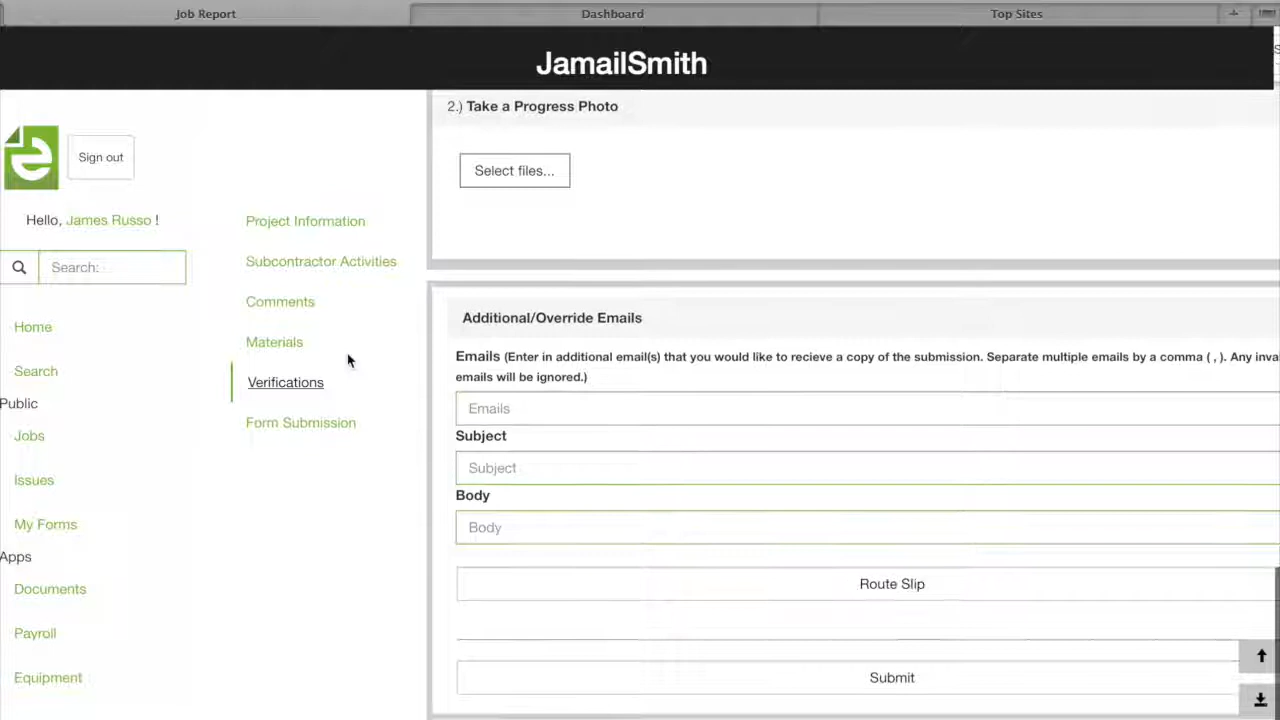 Job Report
Dashboard
Top Sites
JamailSmith
Sign out
Hello, James Russo !
Search:
Home
Search
Public
Jobs
Issues
My Forms
Apps
Documents
Payroll
Equipment
Project Information
Subcontractor Activities
Comments
Materials
Verifications
Form Submission
2.) Take a Progress Photo
Select files...
Additional/Override Emails
Emails (Enter in additional email(s) that you would like to recieve a copy of the submission. Separate multiple emails by a comma ( , ). Any inva
emails will be ignored.)
Emails
Subject
Subject
Body
Body
Route Slip
Submit